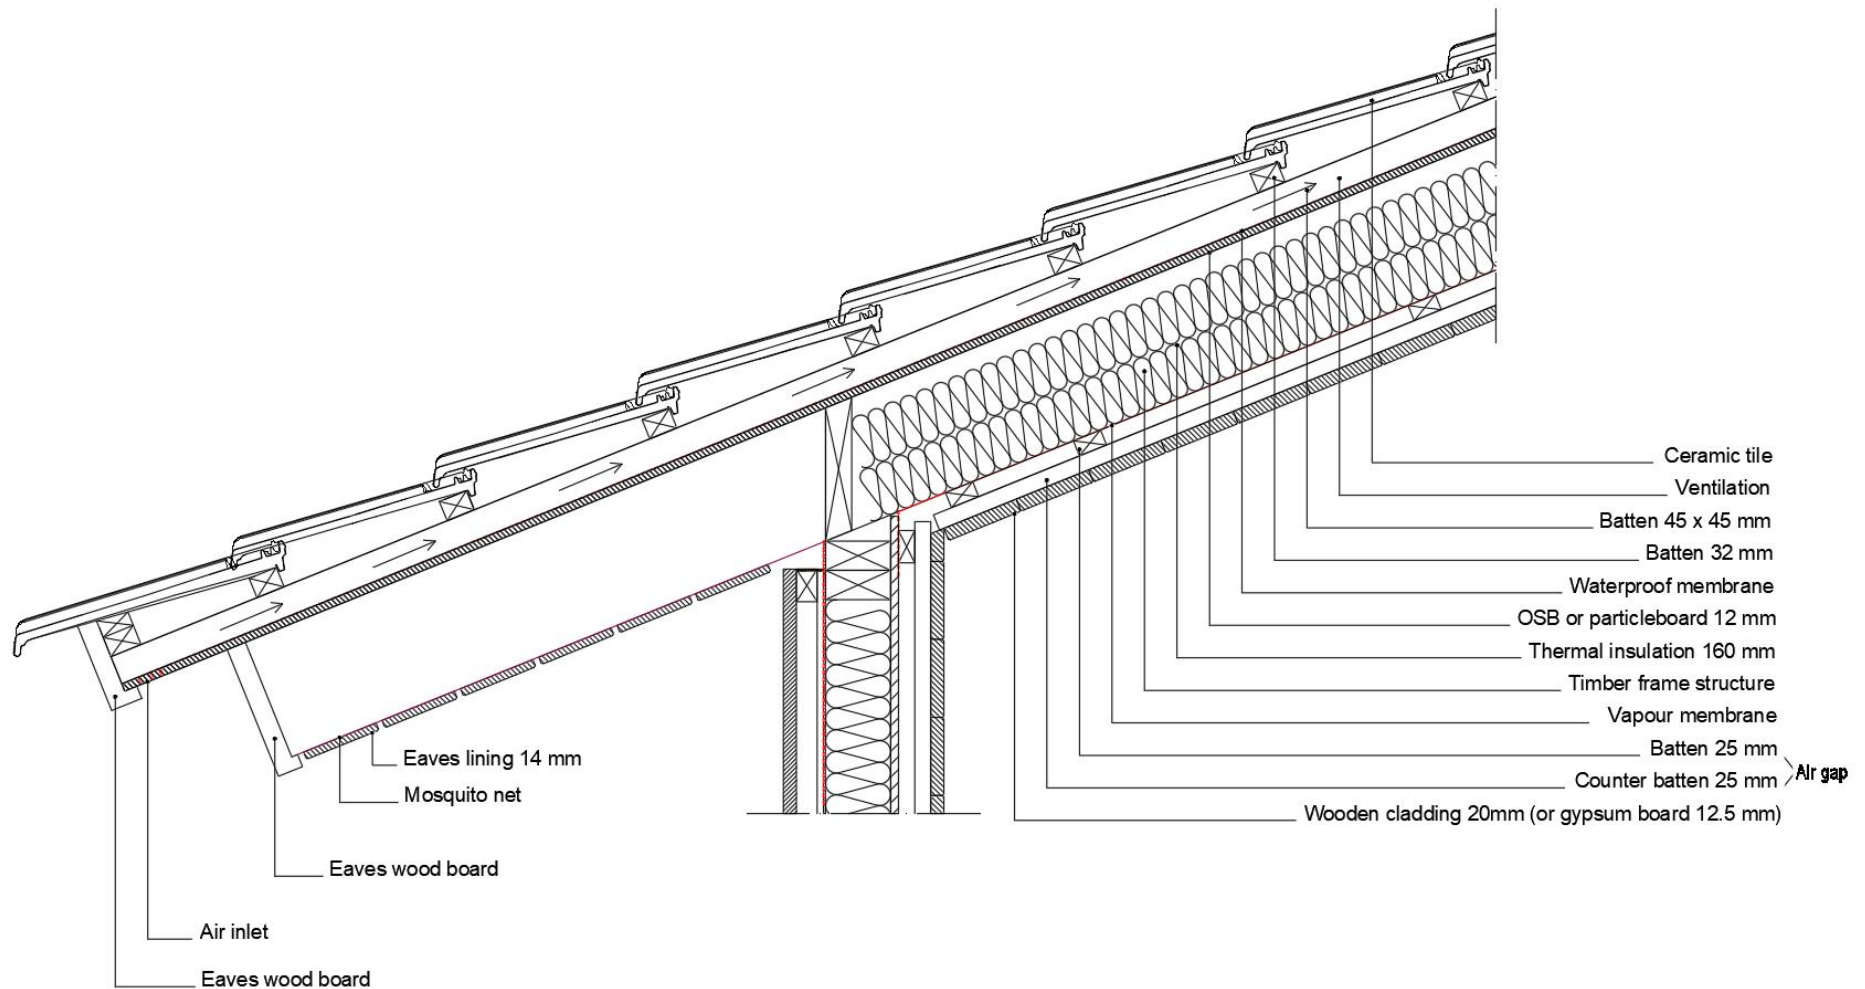 Ceramic tile
Ventilation
Batten 45 x 45 mm
Batten 32 mm
Waterproof membrane
OSB or particleboard 12 mm
Thermal insulation 160 mm
Timber frame structure
Vapour membrane
Batten 25 mm
Air gap
Counter batten 25 mm
Wooden cladding 20mm (or gypsum board 12.5 mm)
Eaves lining 14 mm
Mosquito net
Eaves wood board
Air inlet
Eaves wood board